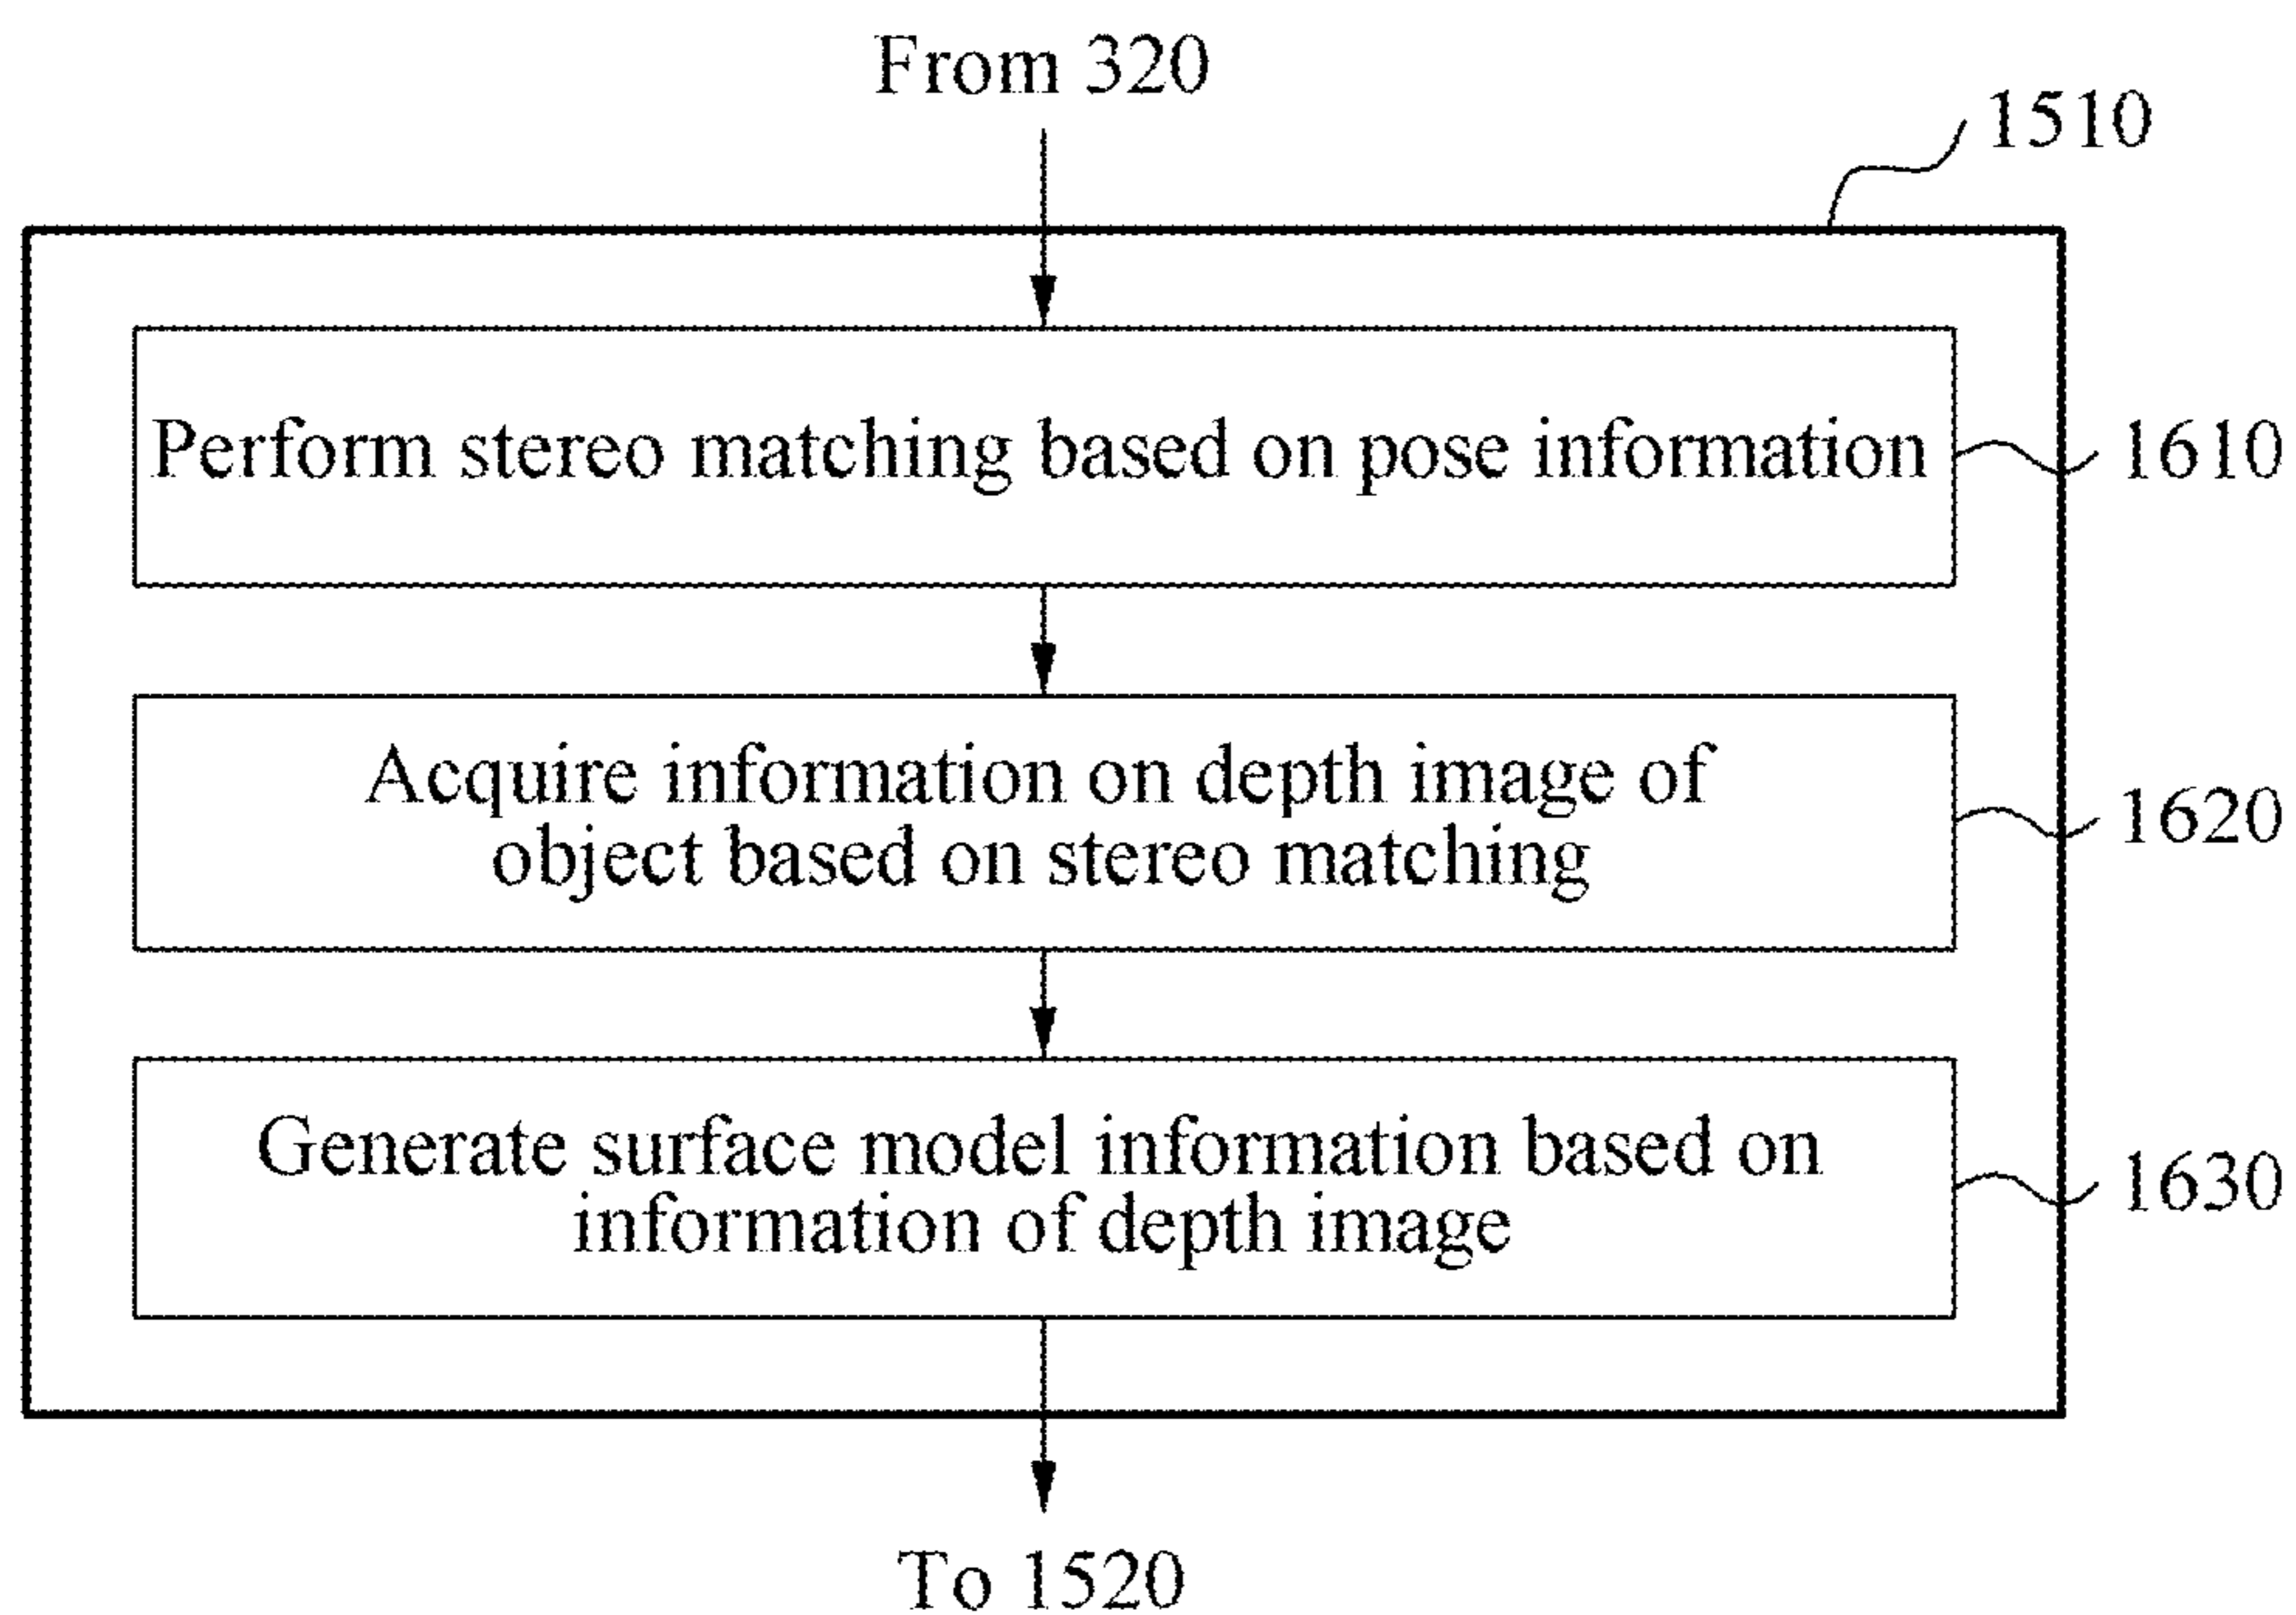 From 320
1510
Perform stereo matching based on pose information
1610
Acquire information on depth image of
object based on stereo matching
1620
Generate surface model information based on
information of depth image
1630
To 1520